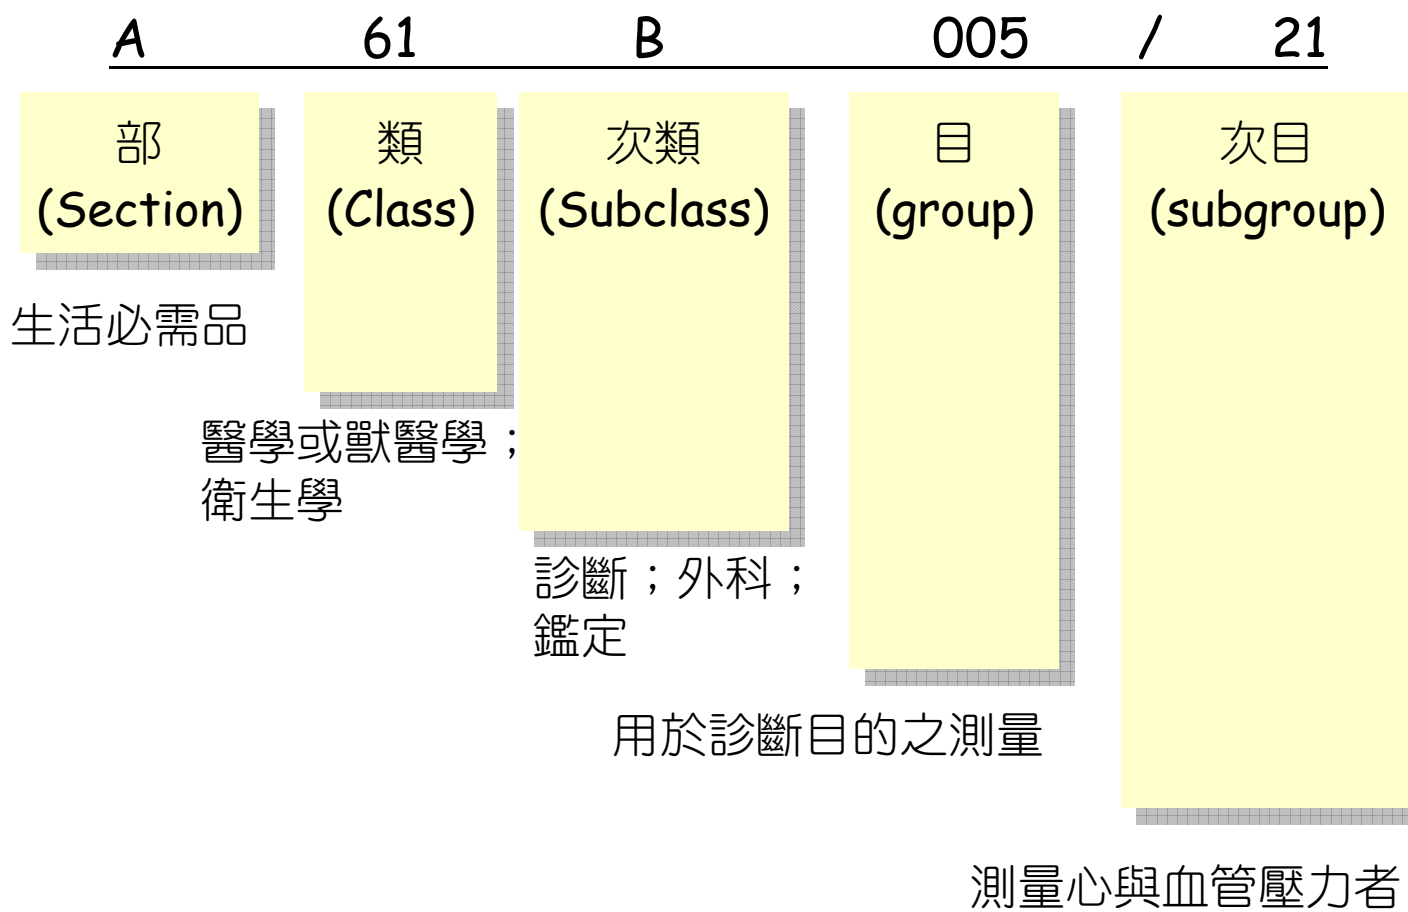 A 61 B 005 / 21
部 類 次類 目 次目
(Section) (Class) (Subclass) (group) (subgroup)
生活必需品
醫學或獸醫學；
衛生學
診斷；外科；
鑑定
用於診斷目的之測量
測量心與血管壓力者